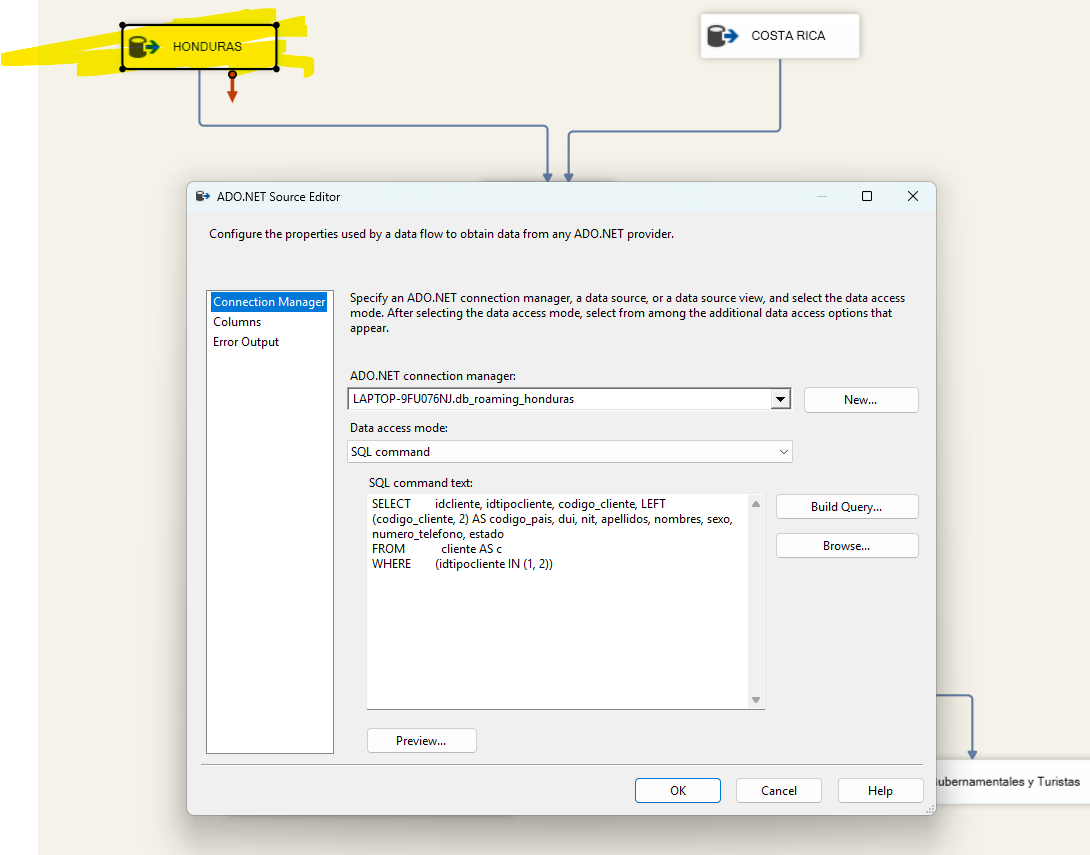 HONDURAS
COSTA RICA
ADO.NET Source Editor
Configure the properties used by a data flow to obtain data from any ADO.NET provider.
Connection Manager
Columns
Error Output
Specify an ADO.NET connection manager, a data source, or a data source view, and select the data access
mode. After selecting the data access mode, select from among the additional data access options that
appear.
ADO.NET connection manager:
LAPTOP-9FU076NJ.db_roaming_honduras
New...
Data access mode:
SQL command
SQL command text:
SELECT idcliente, idtipocliente, codigo_cliente, LEFT
(codigo_cliente, 2) AS codigo_pais, dui, nit, apellidos, nombres, sexo,
numero_telefono, estado
FROM cliente AS c
WHERE (idtipocliente IN (1, 2))
Build Query...
Browse...
Preview...
OK
Cancel
Help
ubernamentales y Turistas